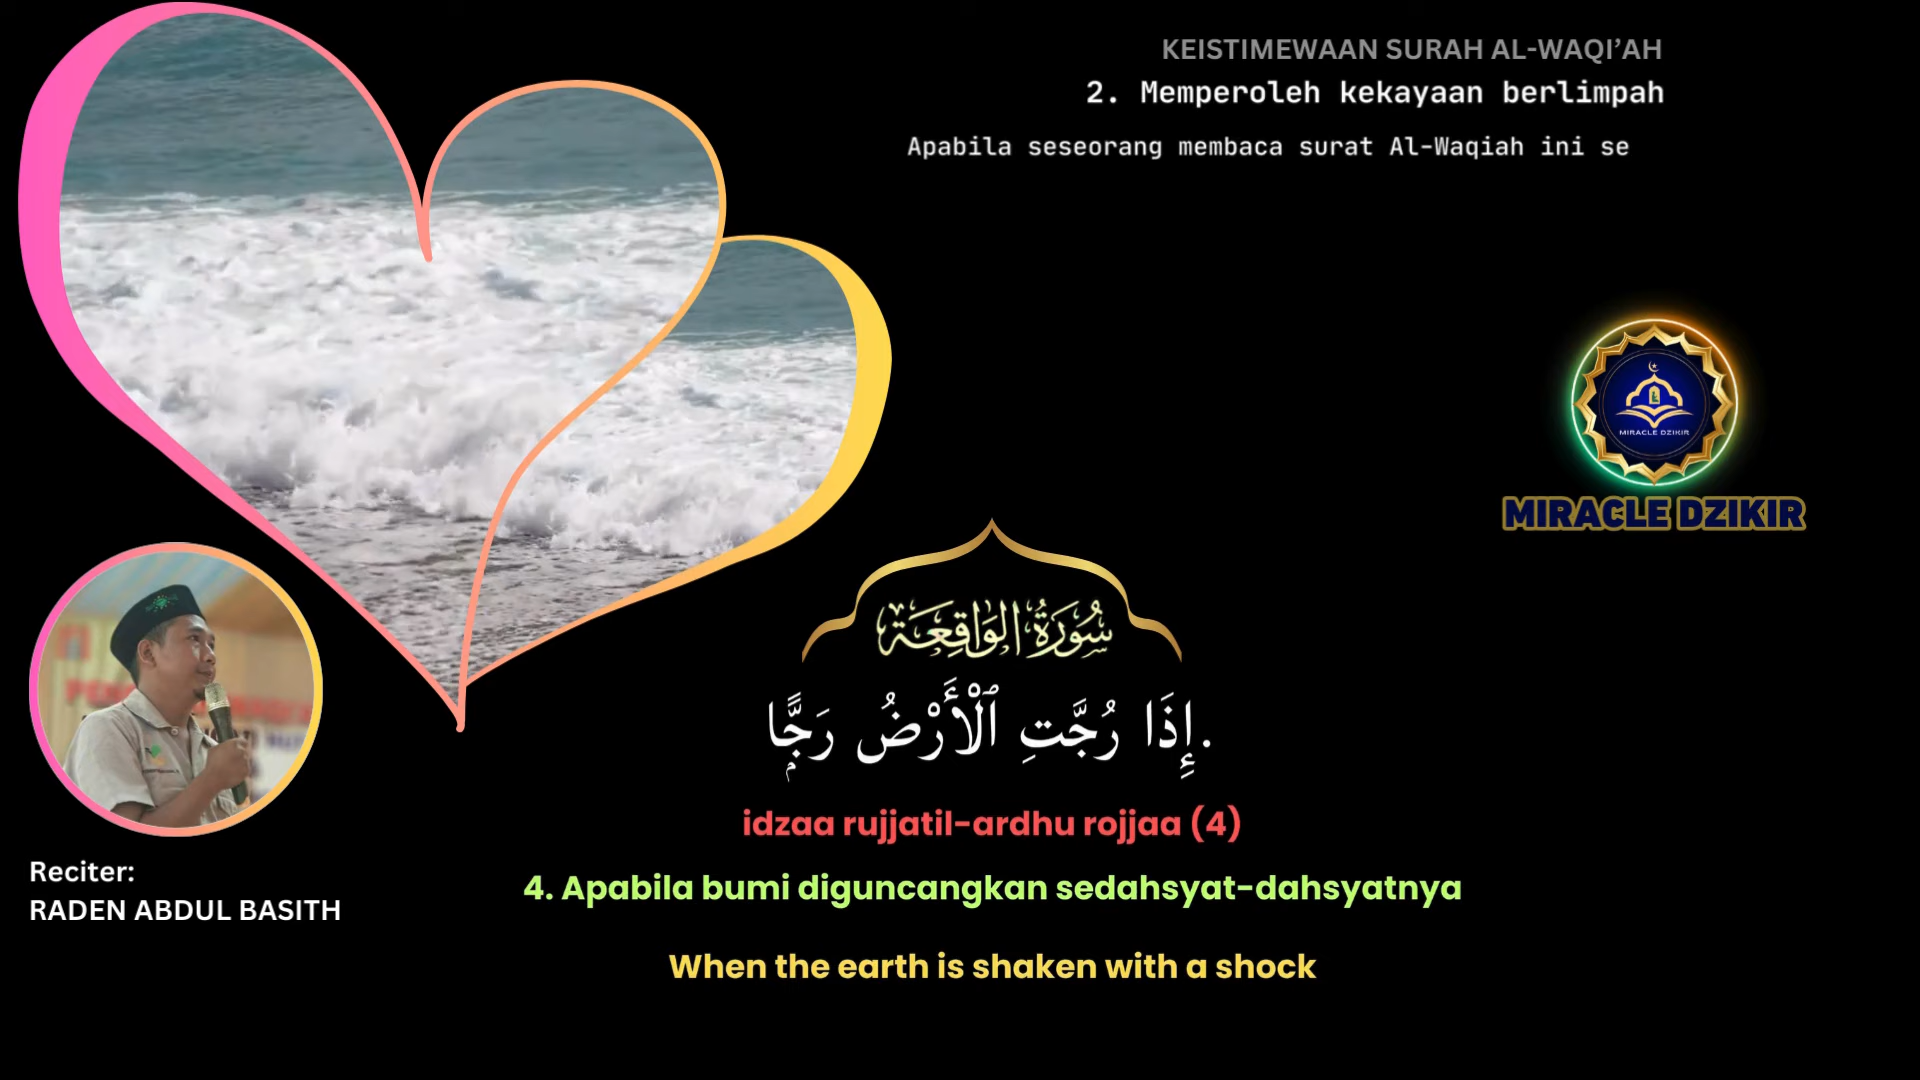 KEISTIMEWAAN SURAH AL-WAQI’AH
2. Memperoleh kekayaan berlimpah
Apabila seseorang membaca surat Al-Waqiah ini se
MIRACLE DZIKIR
MIRACLE DZIKIR
سُورَةُ الوَاقِعَة
إِذَا رُجَّتِ ٱلْأَرْضُ رَجًّۭا.
idzaa rujjatil-ardhu rojjaa (4)
4. Apabila bumi diguncangkan sedahsyat-dahsyatnya
When the earth is shaken with a shock
Reciter:
RADEN ABDUL BASITH